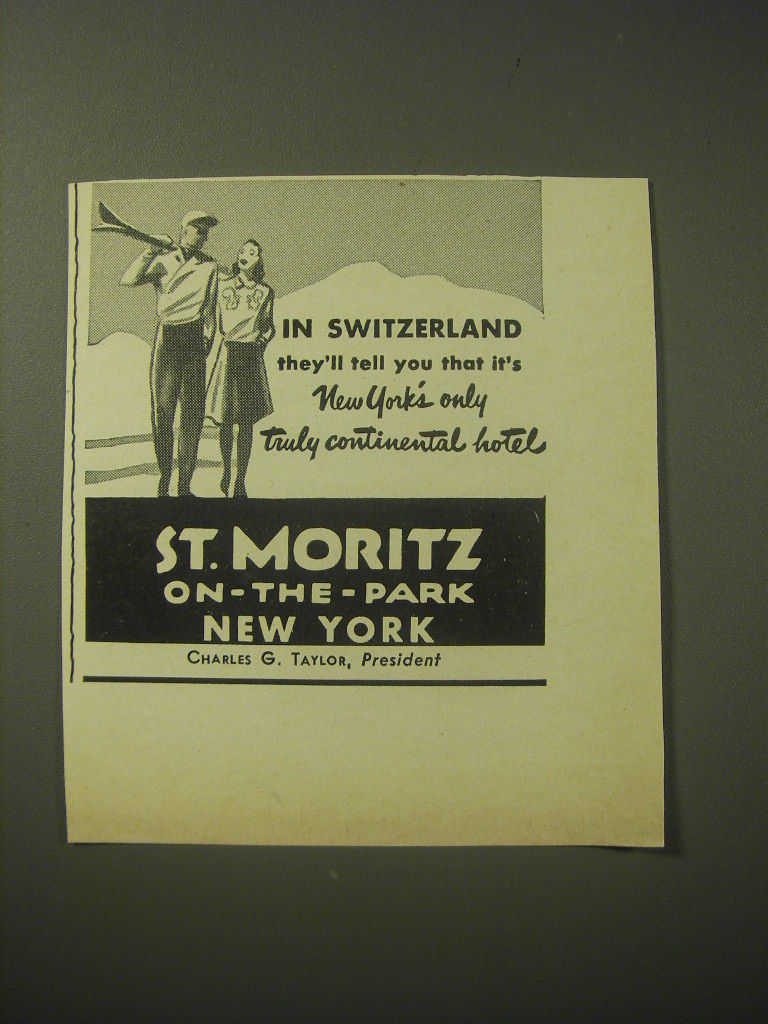 IN SWITZERLAND
they'll tell you that it's
New York's only
truly continental hotel
ST. MORITZ
ON-THE-PARK
NEW YORK
CHARLES G. TAYLOR, President